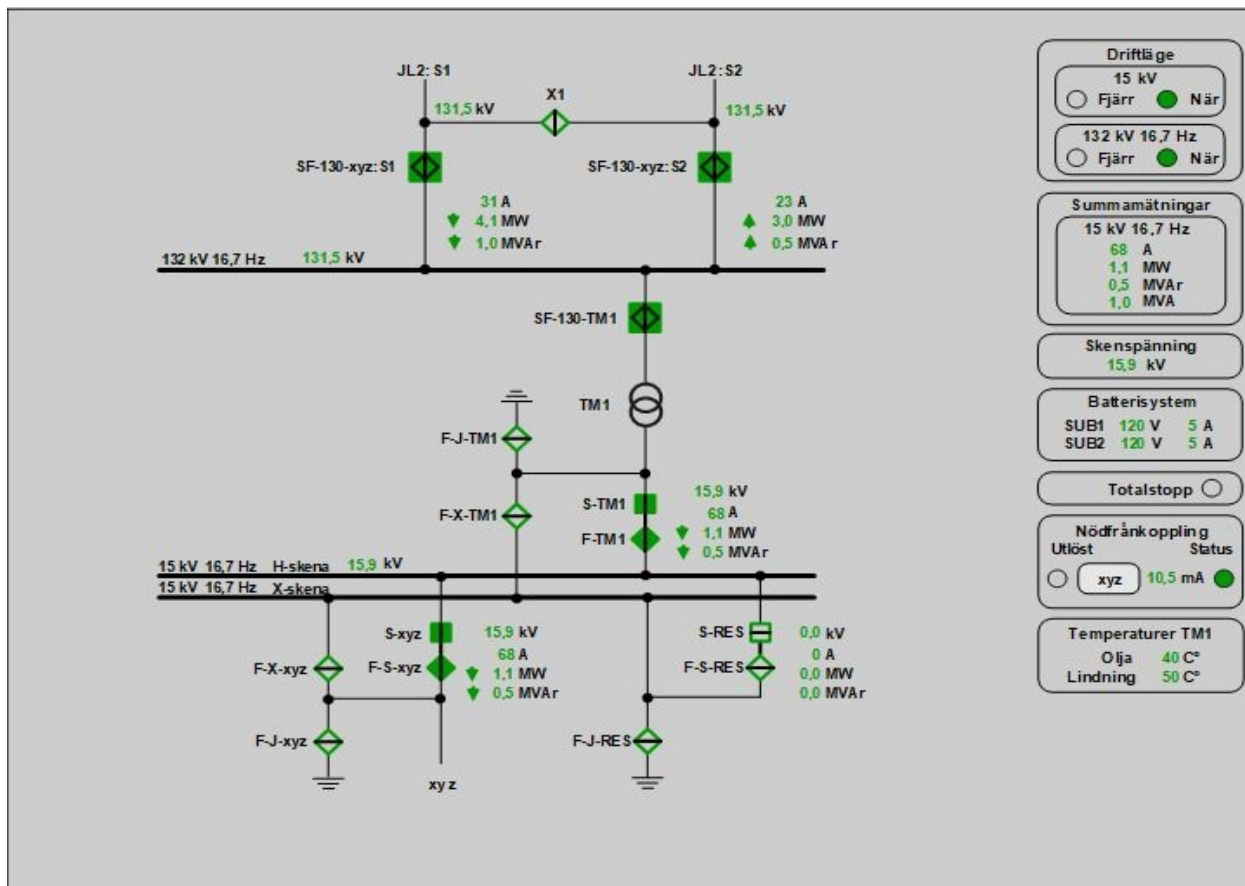 JL2: S1
JL2: S2
X1
131,5 kV
131,5 kV
SF-130-xyz: S1
SF-130-xyz: S2
31 A
4,1 MW
1,0 MVAr
23 A
3,0 MW
0,5 MVAr
132 kV 16,7 Hz 131,5 kV
SF-130-TM1
TM1
F-J-TM1
F-X-TM1
S-TM1
F-TM1
15,9 kV
68 A
1,1 MW
0,5 MVAr
15 kV 16,7 Hz H-skena 15,9 kV
15 kV 16,7 Hz X-skena
S-xyz
F-S-xyz
F-X-xyz
F-J-xyz
15,9 kV
68 A
1,1 MW
0,5 MVAr
xyz
S-RES
F-S-RES
F-J-RES
0,0 kV
0 A
0,0 MW
0,0 MVAr
Driftläge
15 kV
Fjärr När
132 kV 16,7 Hz
Fjärr När
Summamätningar
15 kV 16,7 Hz
68 A
1,1 MW
0,5 MVAr
1,0 MVA
Skenspänning
15,9 kV
Batterisystem
SUB1 120 V 5 A
SUB2 120 V 5 A
Totalstopp
Nödfrånkoppling
Utlöst Status
xyz 10,5 mA
Temperaturer TM1
Olja 40 C°
Lindning 50 C°